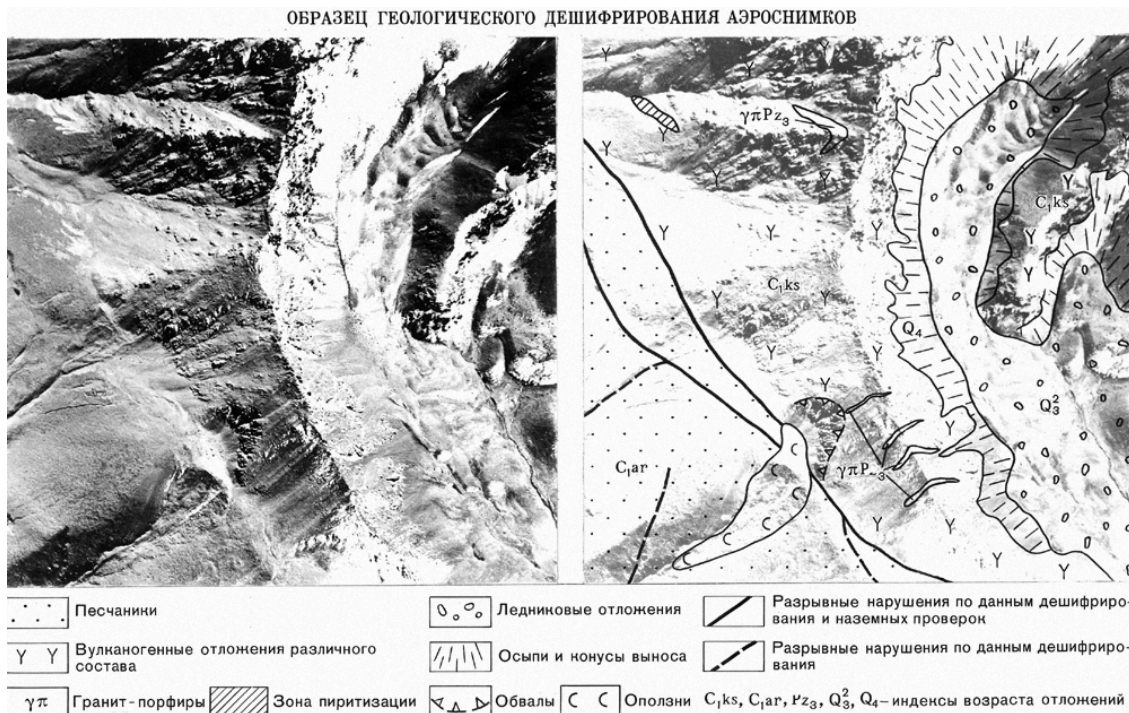 ОБРАЗЕЦ ГЕОЛОГИЧЕСКОГО ДЕШИФРИРОВАНИЯ АЭРОСНИМКОВ
γπPz₃
C₁ks
C₁ks
Q₄
Q₃²
C₁ar
γπP₃
Песчаники
Ледниковые отложения
Разрывные нарушения по данным дешифриро-
вания и наземных проверок
Вулканогенные отложения различного
состава
Осыпи и конусы выноса
Разрывные нарушения по данным дешифриро-
вания
γπ Гранит-порфиры
Зона пиритизации
Обвалы
Оползни
C₁ks, C₁ar, Pz₃, Q₃², Q₄–индексы возраста отложений